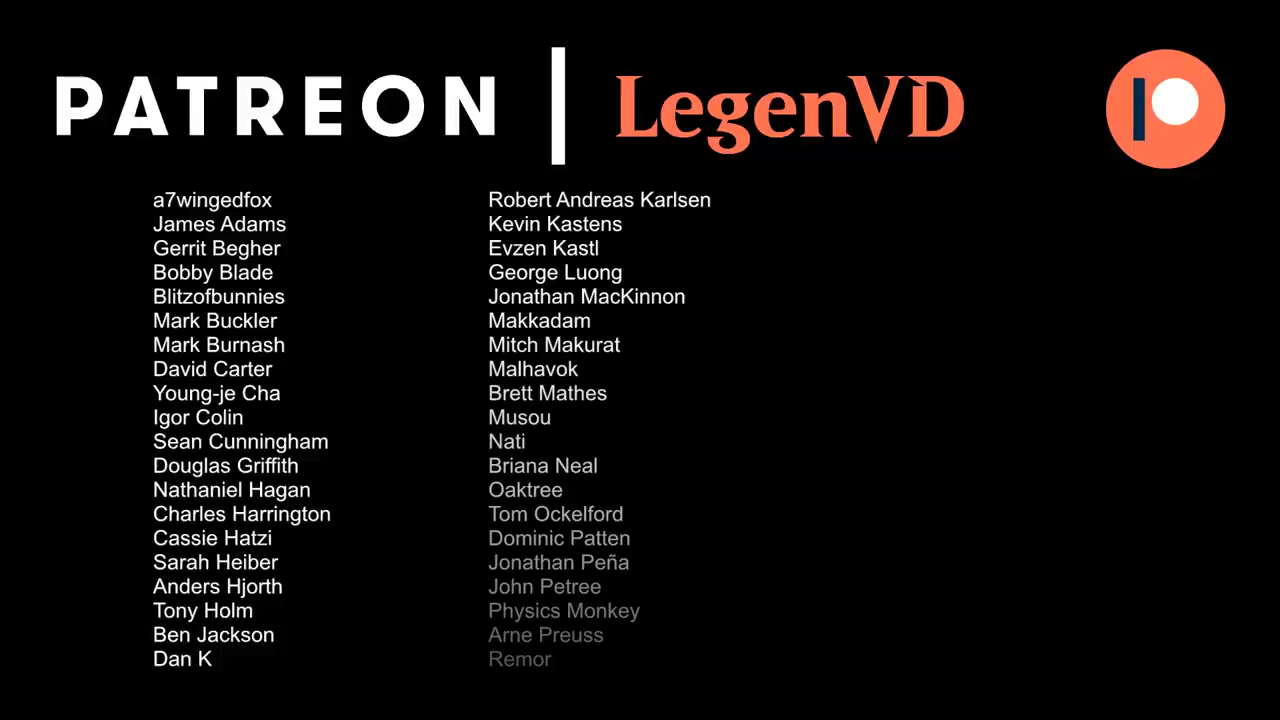 PATREON | LegenVD
a7wingedfox
James Adams
Gerrit Begher
Bobby Blade
Blitzofbunnies
Mark Buckler
Mark Burnash
David Carter
Young-je Cha
Igor Colin
Sean Cunningham
Douglas Griffith
Nathaniel Hagan
Charles Harrington
Cassie Hatzi
Sarah Heiber
Anders Hjorth
Tony Holm
Ben Jackson
Dan K
Robert Andreas Karlsen
Kevin Kastens
Evzen Kastl
George Luong
Jonathan MacKinnon
Makkadam
Mitch Makurat
Malhavok
Brett Mathes
Musou
Nati
Briana Neal
Oaktree
Tom Ockelford
Dominic Patten
Jonathan Peña
John Petree
Physics Monkey
Arne Preuss
Remor